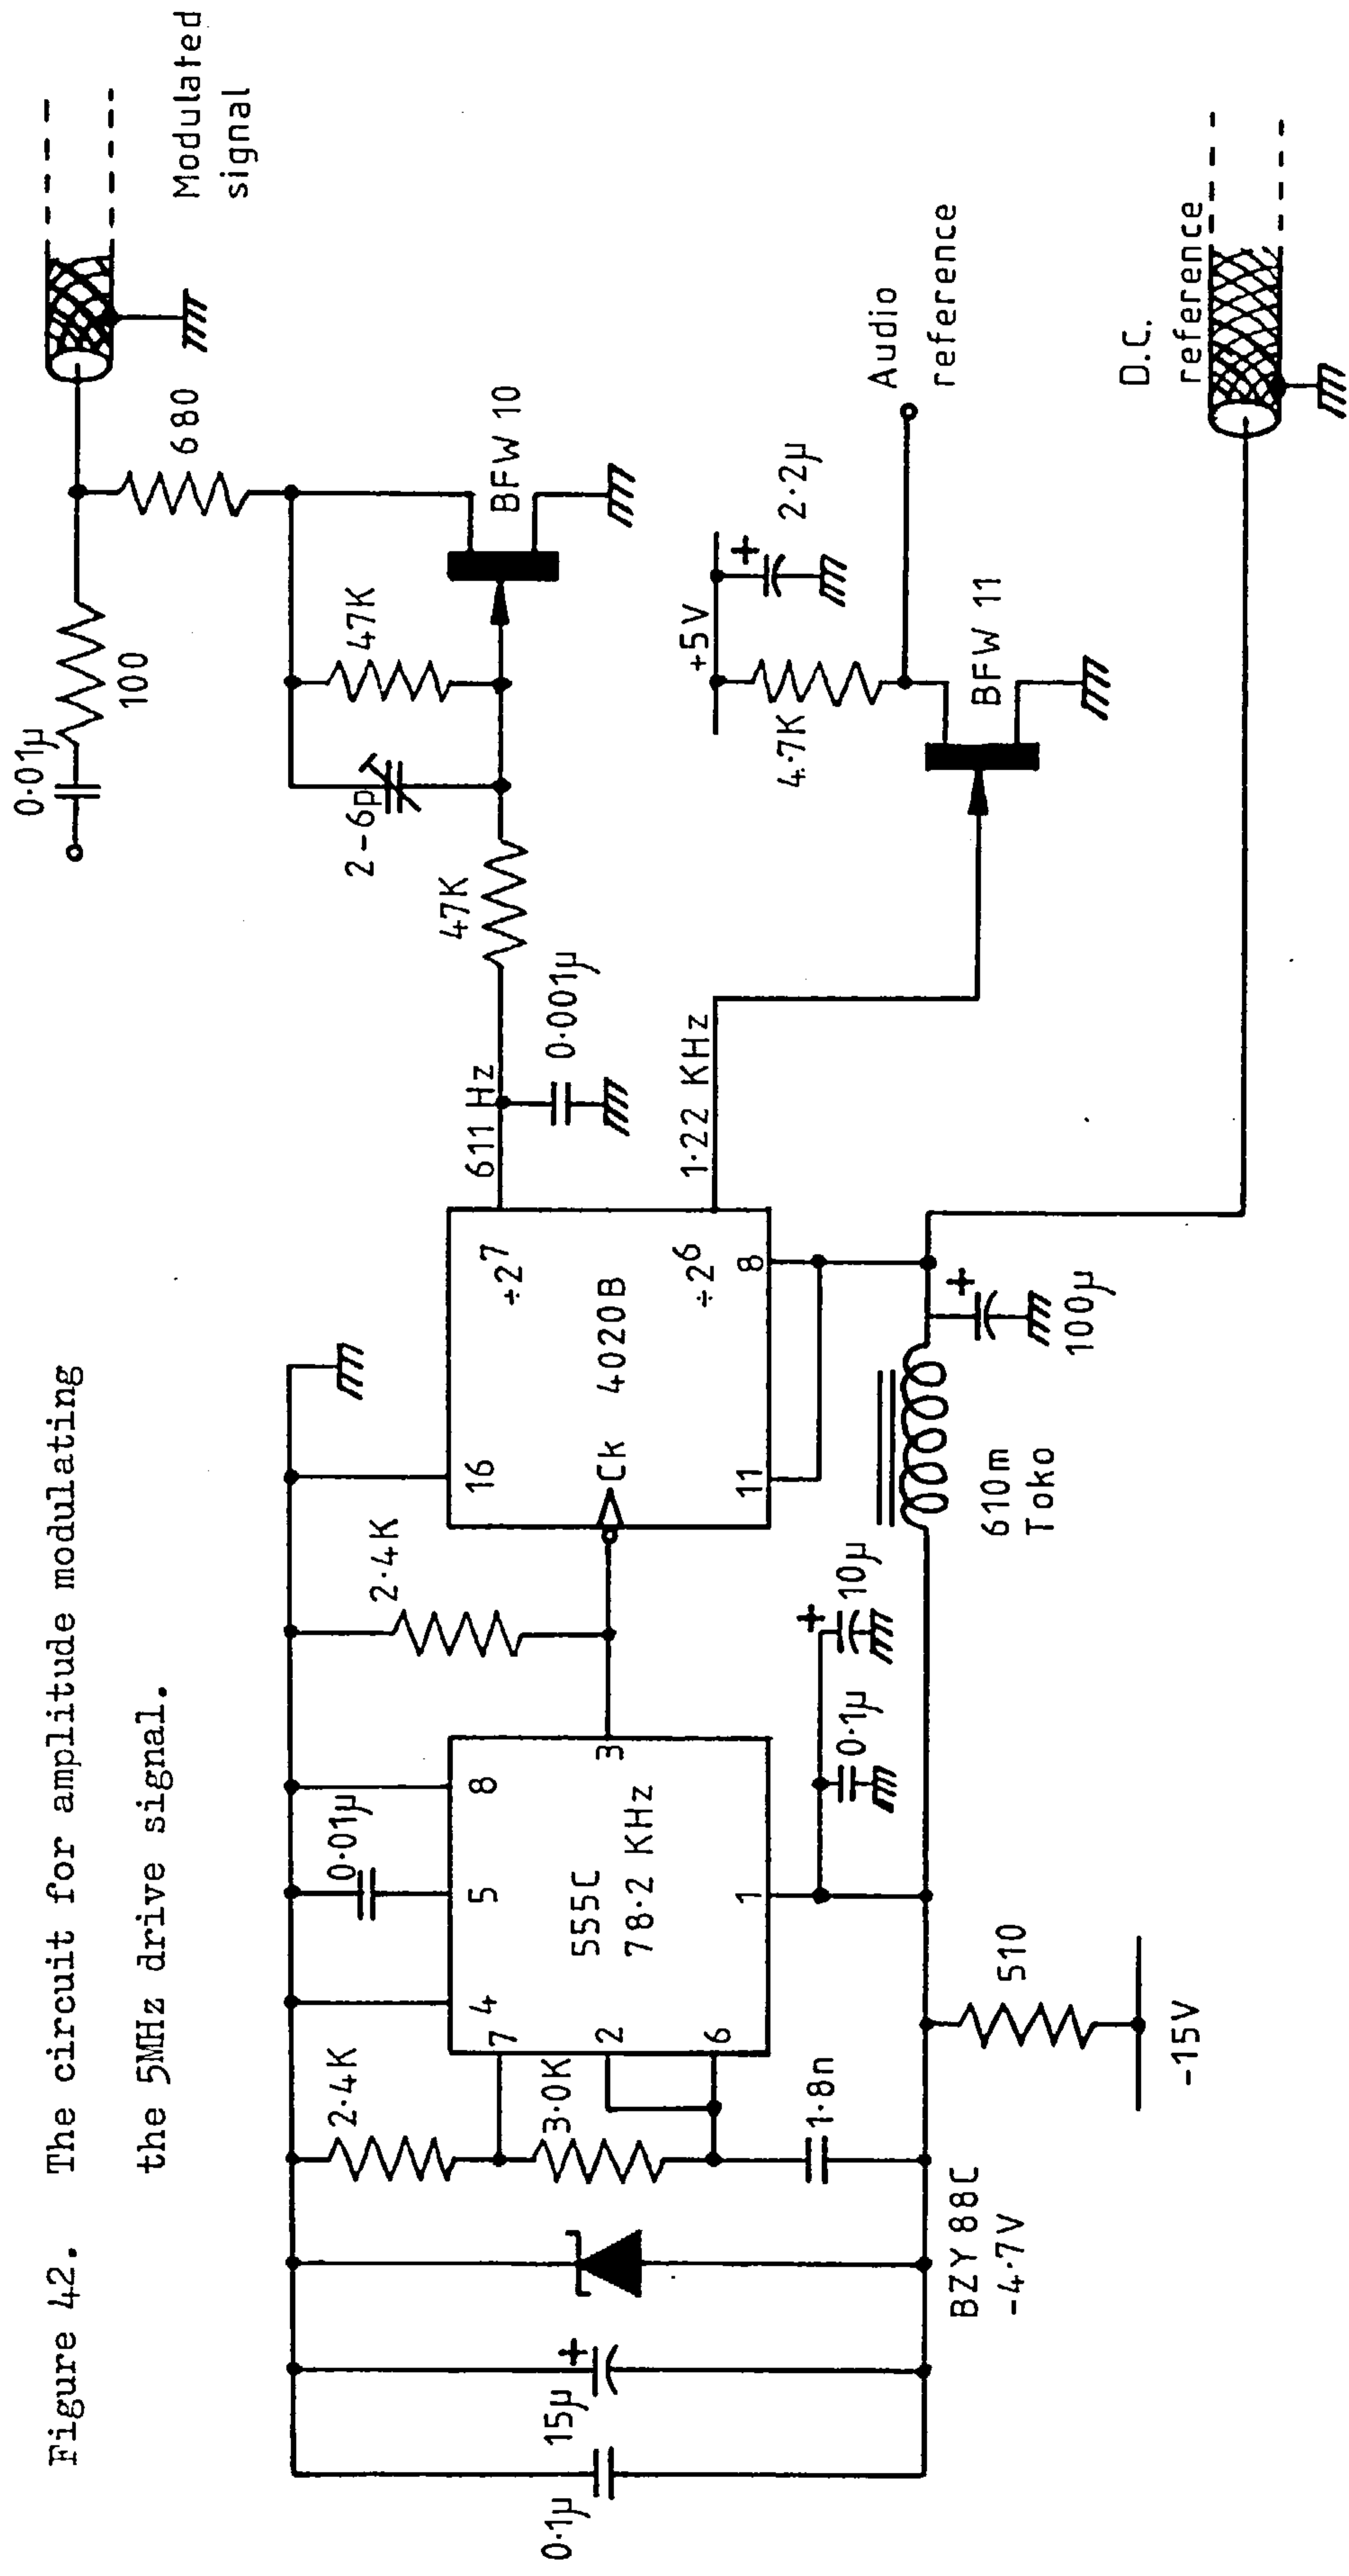 Figure 42. The circuit for amplitude modulating
the 5MHz drive signal.
0·01µ
100
680
Modulated
signal
2-6p
47K
47K
BFW 10
611 Hz
0·001µ
+5V
+
2·2µ
4·7K
Audio
reference
BFW 11
1·22 KHz
D.C.
reference
2·4K
3·0K
1·8n
0·01µ
4
5
8
7
2
6
3
1
555C
78·2 KHz
2·4K
16
Ck
4020B
÷2⁷
÷2⁶
11
8
0·1µ
15µ
+
BZY 88C
-4·7V
510
-15V
0·1µ
+
10µ
610m
Toko
+
100µ